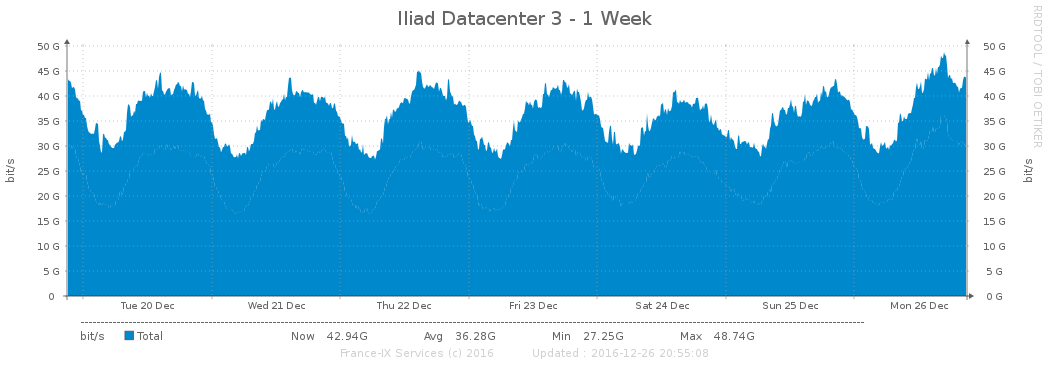 Iliad Datacenter 3 - 1 Week
RRDTOOL / TOBI OETIKER
50 G 50 G
45 G 45 G
40 G 40 G
35 G 35 G
30 G 30 G
25 G 25 G
20 G 20 G
15 G 15 G
10 G 10 G
5 G 5 G
0 0 G
bit/s bit/s
Tue 20 Dec Wed 21 Dec Thu 22 Dec Fri 23 Dec Sat 24 Dec Sun 25 Dec Mon 26 Dec
bit/s Total Now 42.94G Avg 36.28G Min 27.25G Max 48.74G
France-IX Services (c) 2016 Updated : 2016-12-26 20:55:08